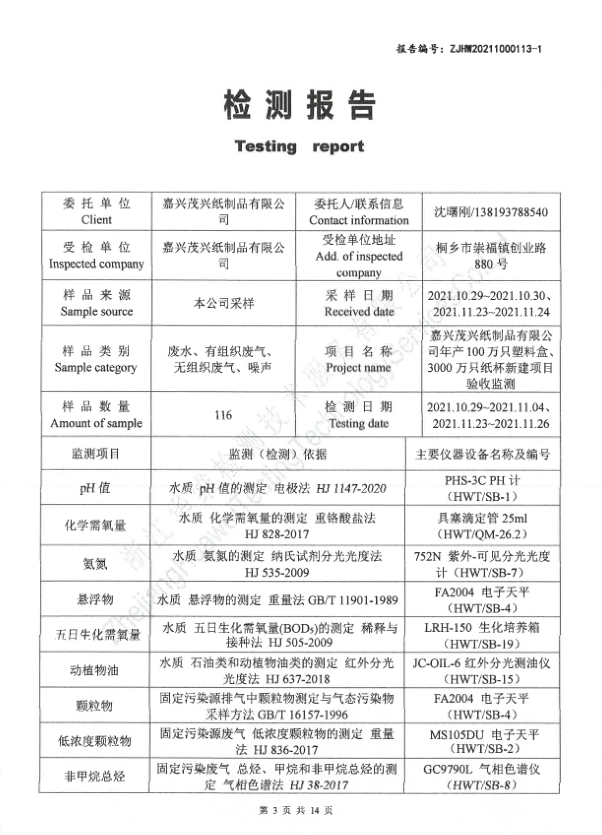 报告编号：ZJHW20211000113-1
检测报告
Testing report
委托单位
Client
嘉兴茂兴纸制品有限公
司
委托人/联系信息
Contact information
沈曙刚/138193788540
受检单位
Inspected company
嘉兴茂兴纸制品有限公
司
受检单位地址
Add. of inspected
company
桐乡市崇福镇创业路
880 号
样品来源
Sample source
本公司采样
采样日期
Received date
2021.10.29~2021.10.30、
2021.11.23~2021.11.24
样品类别
Sample category
废水、有组织废气、
无组织废气、噪声
项目名称
Project name
嘉兴茂兴纸制品有限公
司年产 100 万只塑料盒、
3000 万只纸杯新建项目
验收监测
样品数量
Amount of sample
116
检测日期
Testing date
2021.10.29~2021.11.04、
2021.11.23~2021.11.26
监测项目
监测（检测）依据
主要仪器设备名称及编号
pH 值
水质 pH 值的测定 电极法 HJ 1147-2020
PHS-3C PH 计
（HWT/SB-1）
化学需氧量
水质 化学需氧量的测定 重铬酸盐法
HJ 828-2017
具塞滴定管 25ml
（HWT/QM-26.2）
氨氮
水质 氨氮的测定 纳氏试剂分光光度法
HJ 535-2009
752N 紫外-可见分光光度
计（HWT/SB-7）
悬浮物
水质 悬浮物的测定 重量法 GB/T 11901-1989
FA2004 电子天平
（HWT/SB-4）
五日生化需氧量
水质 五日生化需氧量(BOD₅)的测定 稀释与
接种法 HJ 505-2009
LRH-150 生化培养箱
（HWT/SB-19）
动植物油
水质 石油类和动植物油类的测定 红外分光
光度法 HJ 637-2018
JC-OIL-6 红外分光测油仪
（HWT/SB-15）
颗粒物
固定污染源排气中颗粒物测定与气态污染物
采样方法 GB/T 16157-1996
FA2004 电子天平
（HWT/SB-4）
低浓度颗粒物
固定污染源废气 低浓度颗粒物的测定 重量
法 HJ 836-2017
MS105DU 电子天平
（HWT/SB-2）
非甲烷总烃
固定污染废气 总烃、甲烷和非甲烷总烃的测
定 气相色谱法 HJ 38-2017
GC9790L 气相色谱仪
（HWT/SB-8）
第 3 页 共 14 页